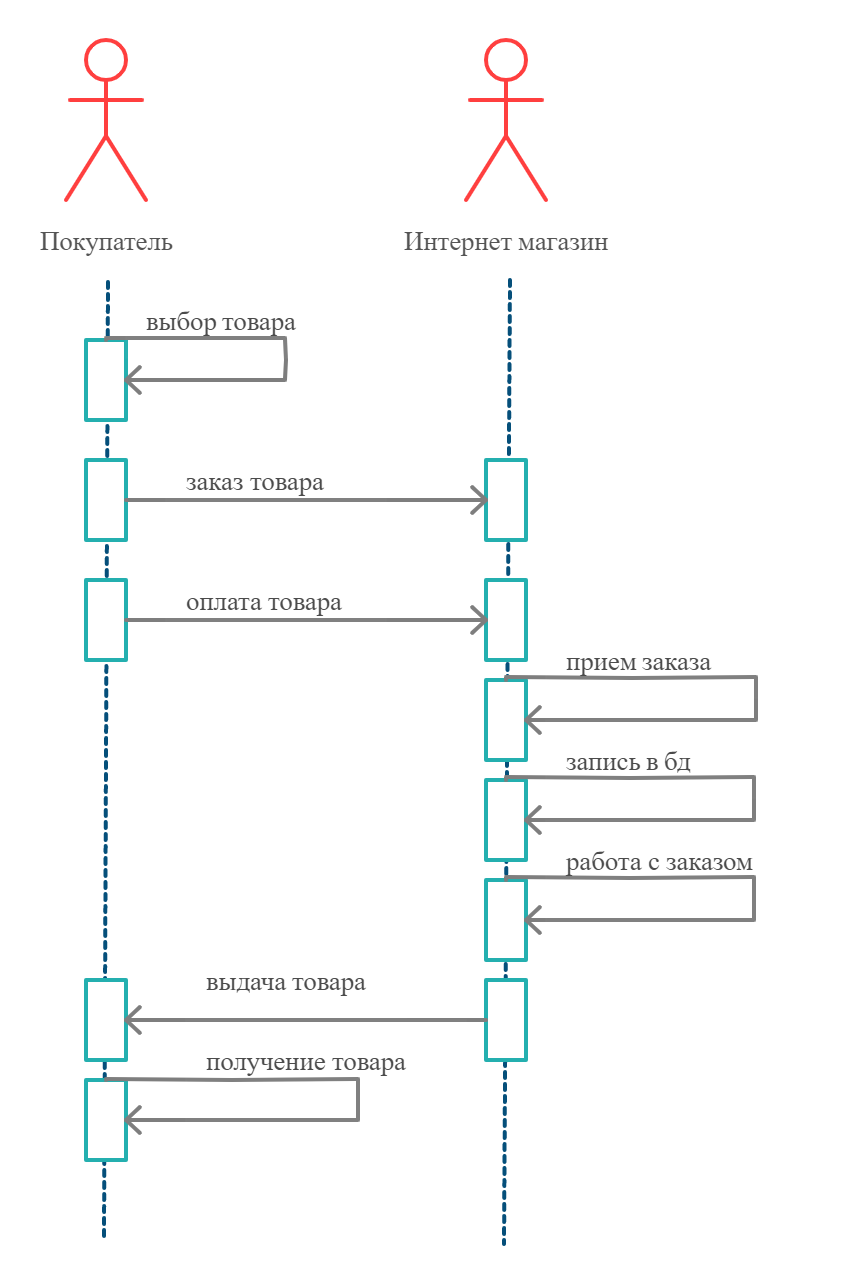 Покупатель
Интернет магазин
выбор товара
заказ товара
оплата товара
прием заказа
запись в бд
работа с заказом
выдача товара
получение товара